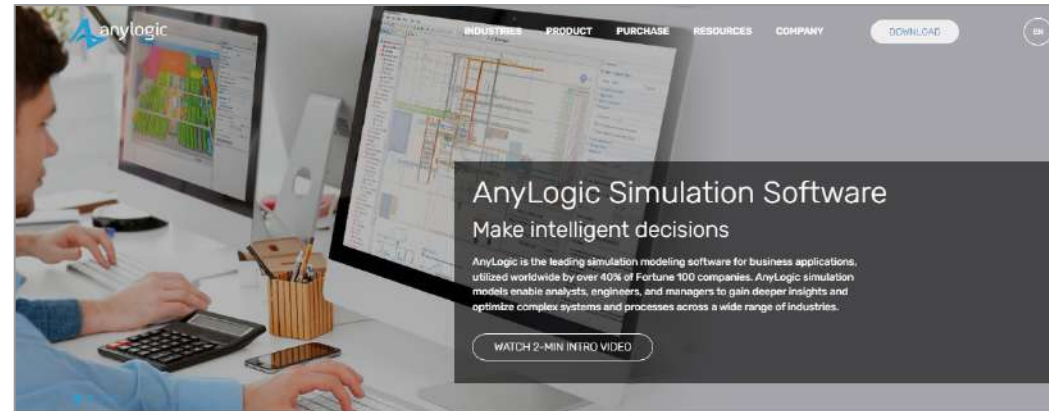 anylogic
INDUSTRIES PRODUCT PURCHASE RESOURCES COMPANY DOWNLOAD EN
AnyLogic Simulation Software
Make intelligent decisions
AnyLogic is the leading simulation modeling software for business applications,
utilized worldwide by over 40% of Fortune 100 companies. AnyLogic simulation
models enable analysts, engineers, and managers to gain deeper insights and
optimize complex systems and processes across a wide range of industries.
WATCH 2-MIN INTRO VIDEO